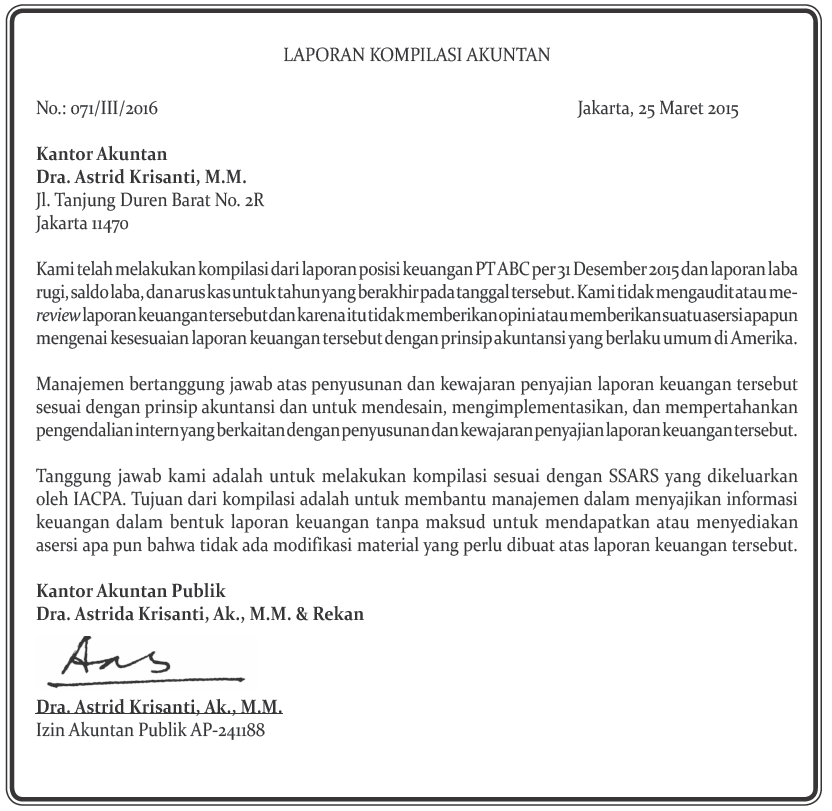 LAPORAN KOMPILASI AKUNTAN
No.: 071/III/2016 Jakarta, 25 Maret 2015
Kantor Akuntan
Dra. Astrid Krisanti, M.M.
Jl. Tanjung Duren Barat No. 2R
Jakarta 11470
Kami telah melakukan kompilasi dari laporan posisi keuangan PT ABC per 31 Desember 2015 dan laporan laba
rugi, saldo laba, dan arus kas untuk tahun yang berakhir pada tanggal tersebut. Kami tidak mengaudit atau me-
review laporan keuangan tersebut dan karena itu tidak memberikan opini atau memberikan suatu asersi apapun
mengenai kesesuaian laporan keuangan tersebut dengan prinsip akuntansi yang berlaku umum di Amerika.
Manajemen bertanggung jawab atas penyusunan dan kewajaran penyajian laporan keuangan tersebut
sesuai dengan prinsip akuntansi dan untuk mendesain, mengimplementasikan, dan mempertahankan
pengendalian intern yang berkaitan dengan penyusunan dan kewajaran penyajian laporan keuangan tersebut.
Tanggung jawab kami adalah untuk melakukan kompilasi sesuai dengan SSARS yang dikeluarkan
oleh IACPA. Tujuan dari kompilasi adalah untuk membantu manajemen dalam menyajikan informasi
keuangan dalam bentuk laporan keuangan tanpa maksud untuk mendapatkan atau menyediakan
asersi apa pun bahwa tidak ada modifikasi material yang perlu dibuat atas laporan keuangan tersebut.
Kantor Akuntan Publik
Dra. Astrida Krisanti, Ak., M.M. & Rekan
Dra. Astrid Krisanti, Ak., M.M.
Izin Akuntan Publik AP-241188